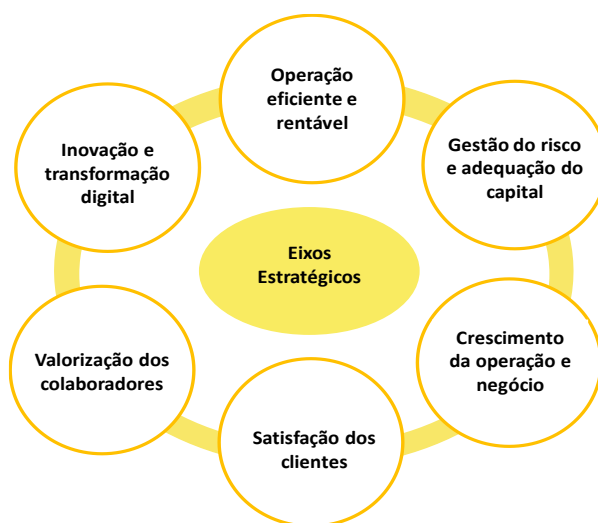 Operação
eficiente e
rentável
Gestão do risco
e adequação do
capital
Crescimento
da operação e
negócio
Satisfação dos
clientes
Valorização dos
colaboradores
Inovação e
transformação
digital
Eixos
Estratégicos